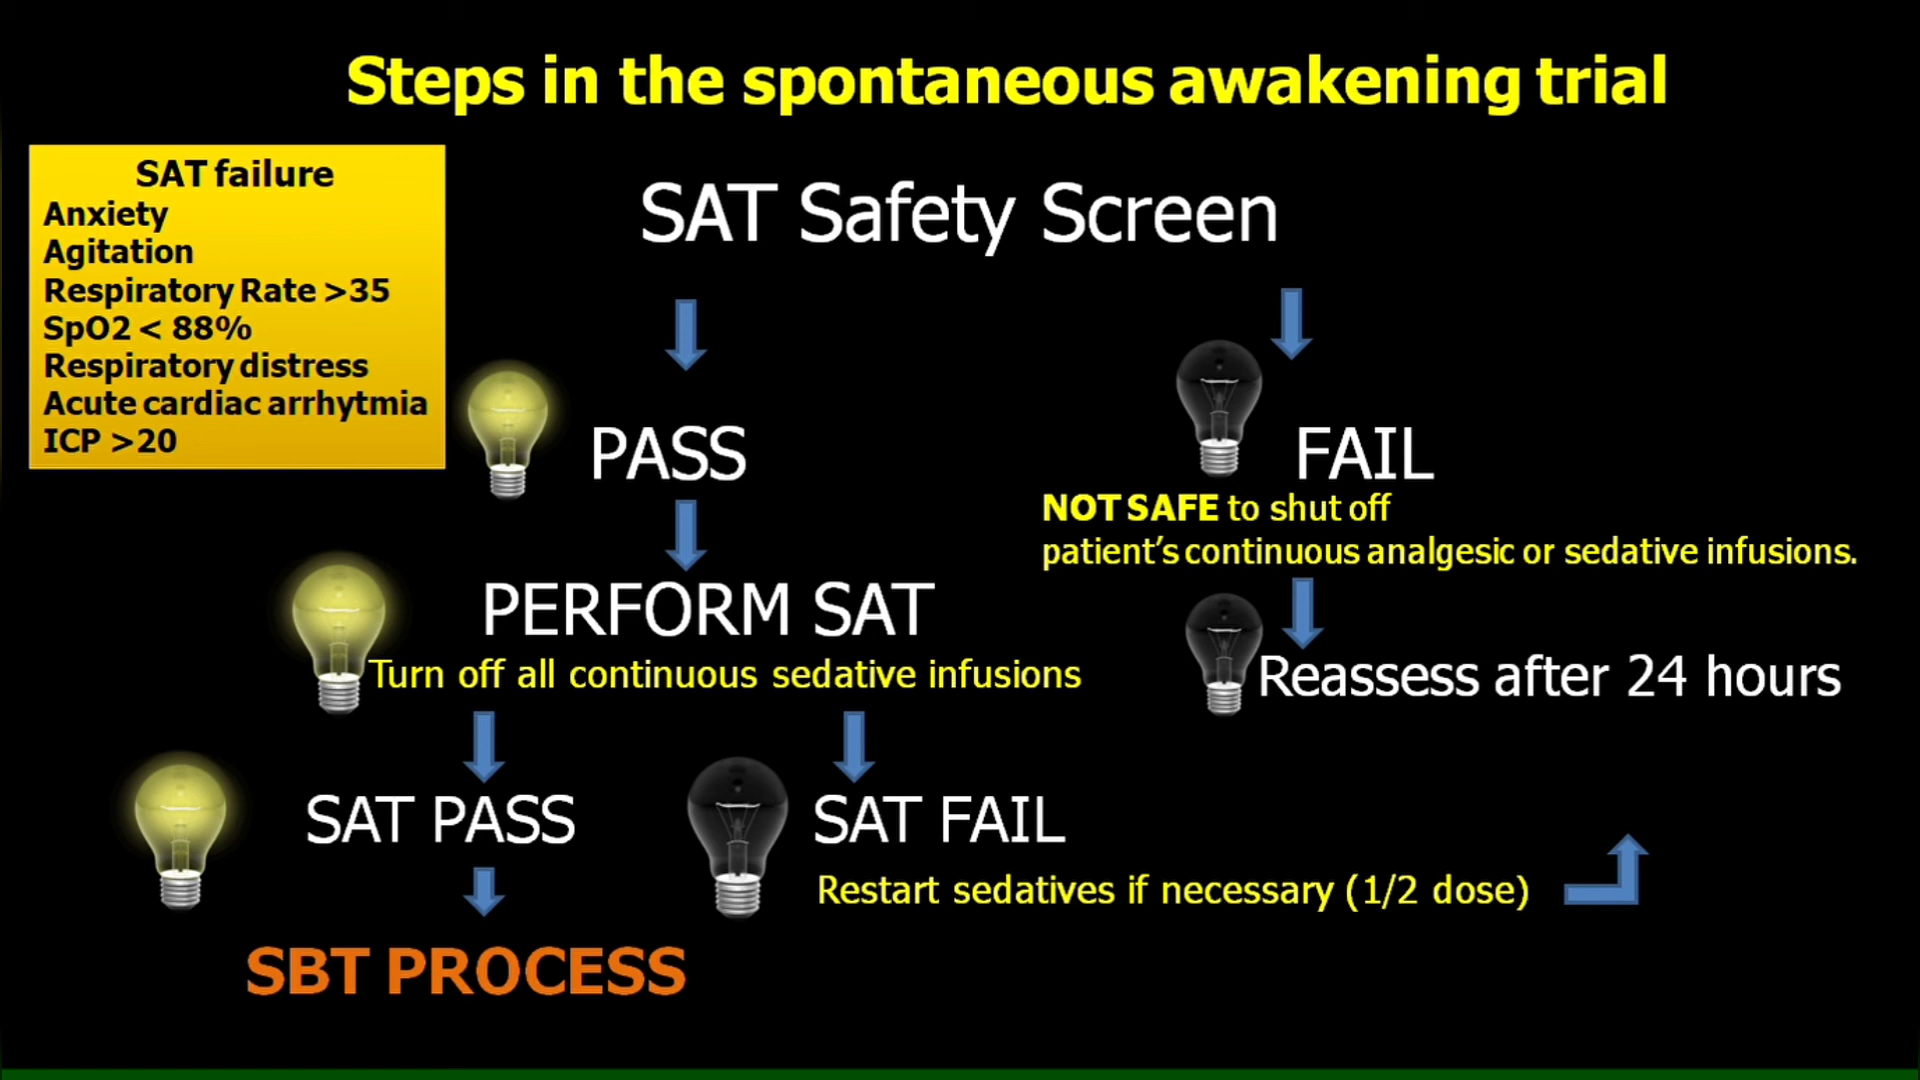 Steps in the spontaneous awakening trial
SAT failure
Anxiety
Agitation
Respiratory Rate >35
SpO2 < 88%
Respiratory distress
Acute cardiac arrhytmia
ICP >20
SAT Safety Screen
PASS
FAIL
NOT SAFE to shut off
patient's continuous analgesic or sedative infusions.
PERFORM SAT
Turn off all continuous sedative infusions
Reassess after 24 hours
SAT PASS
SAT FAIL
Restart sedatives if necessary (1/2 dose)
SBT PROCESS